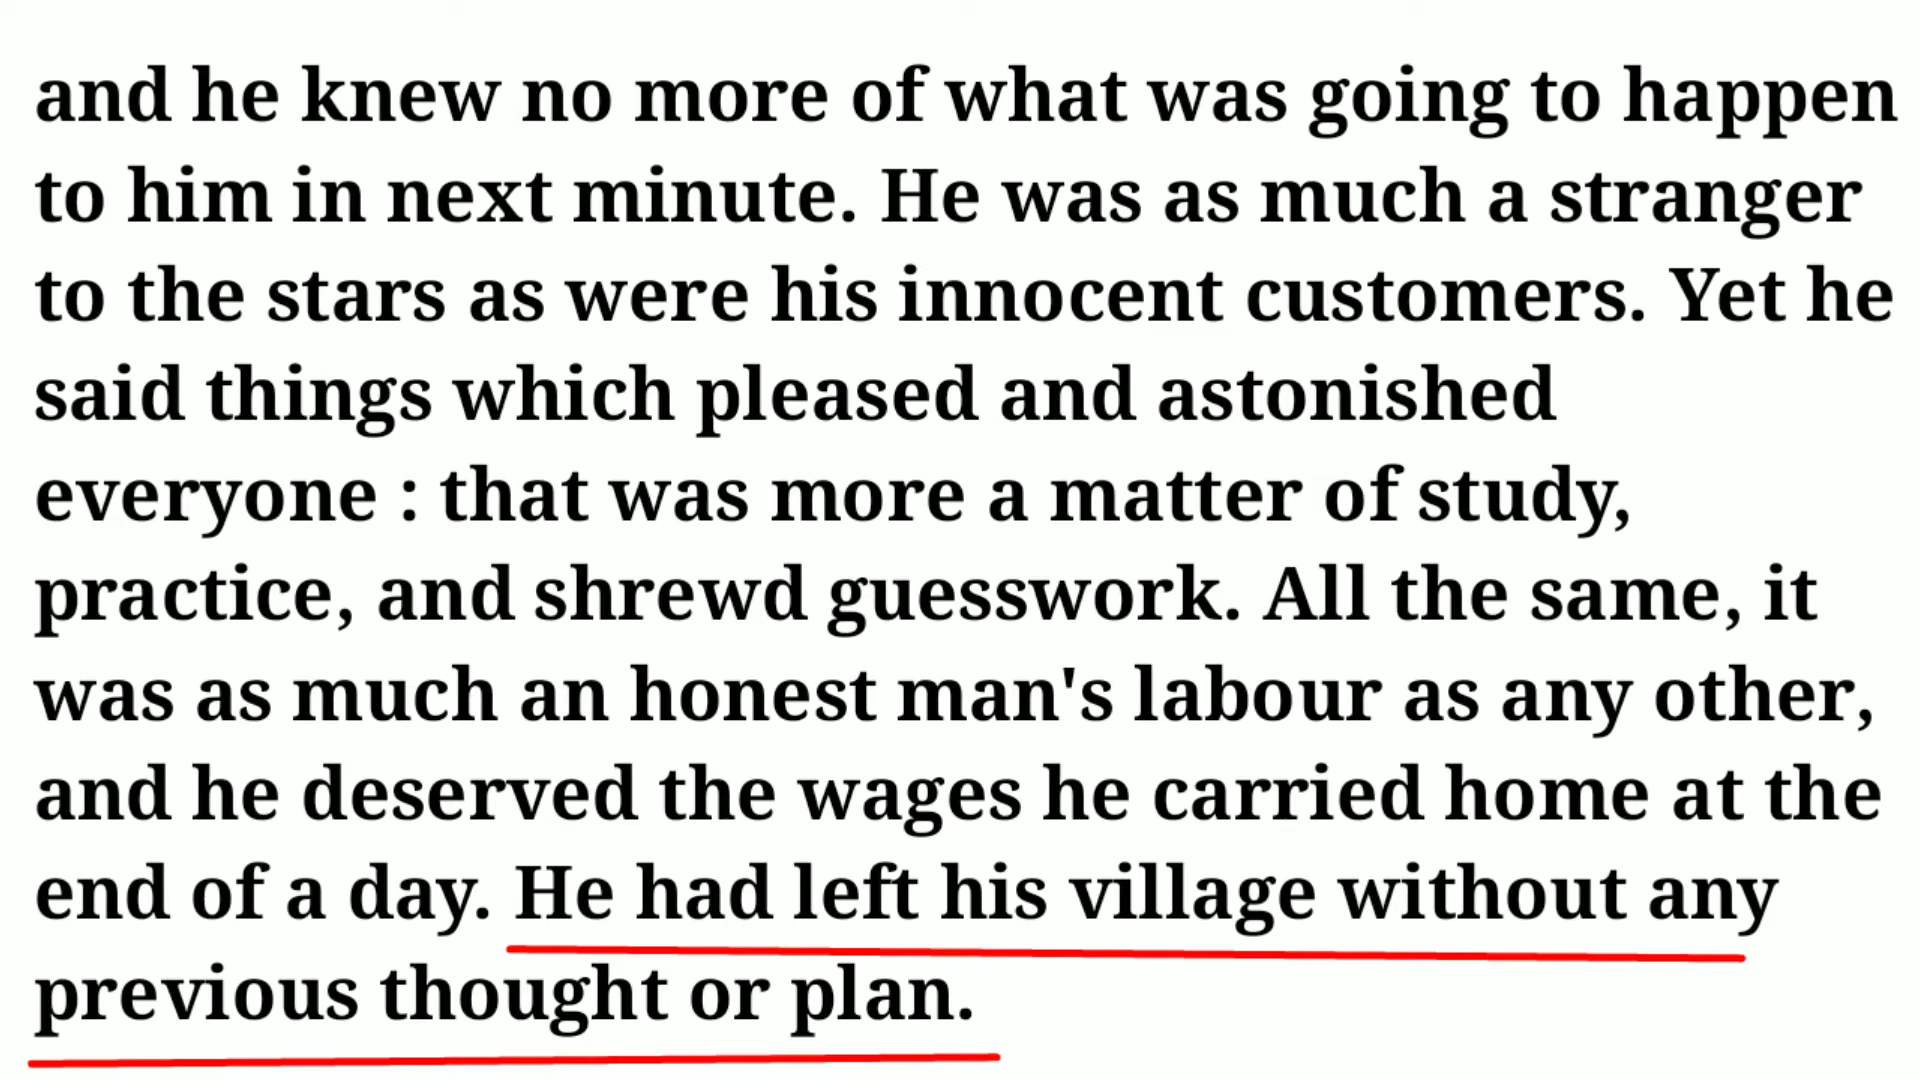 and he knew no more of what was going to happen
to him in next minute. He was as much a stranger
to the stars as were his innocent customers. Yet he
said things which pleased and astonished
everyone : that was more a matter of study,
practice, and shrewd guesswork. All the same, it
was as much an honest man's labour as any other,
and he deserved the wages he carried home at the
end of a day. He had left his village without any
previous thought or plan.